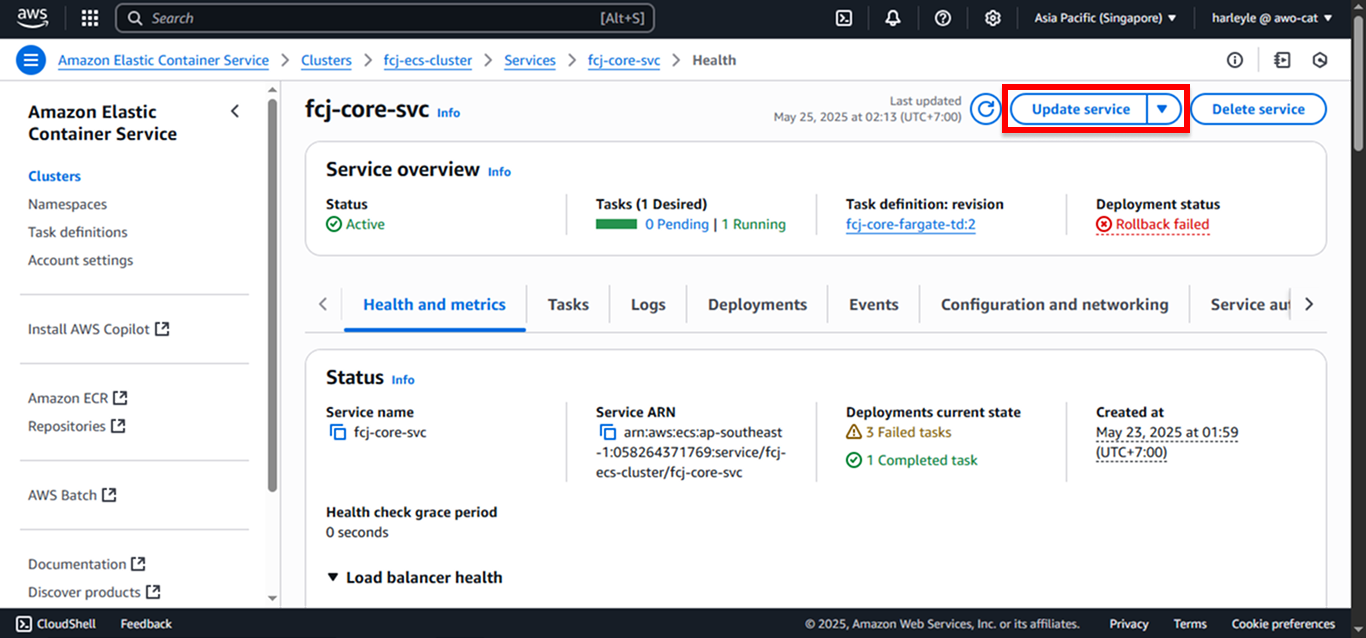 aws
Search
[Alt+S]
Asia Pacific (Singapore)
harleyle @ awo-cat
Amazon Elastic Container Service
Clusters
fcj-ecs-cluster
Services
fcj-core-svc
Health
Amazon Elastic
Container Service
Clusters
Namespaces
Task definitions
Account settings
Install AWS Copilot
Amazon ECR
Repositories
AWS Batch
Documentation
Discover products
fcj-core-svc Info
Last updated
May 25, 2025 at 02:13 (UTC+7:00)
Update service
Delete service
Service overview Info
Status
Active
Tasks (1 Desired)
0 Pending | 1 Running
Task definition: revision
fcj-core-fargate-td:2
Deployment status
Rollback failed
Health and metrics
Tasks
Logs
Deployments
Events
Configuration and networking
Service au
Status Info
Service name
fcj-core-svc
Service ARN
arn:aws:ecs:ap-southeast
-1:058264371769:service/fcj-
ecs-cluster/fcj-core-svc
Deployments current state
3 Failed tasks
1 Completed task
Created at
May 23, 2025 at 01:59
(UTC+7:00)
Health check grace period
0 seconds
Load balancer health
CloudShell
Feedback
© 2025, Amazon Web Services, Inc. or its affiliates.
Privacy
Terms
Cookie preferences